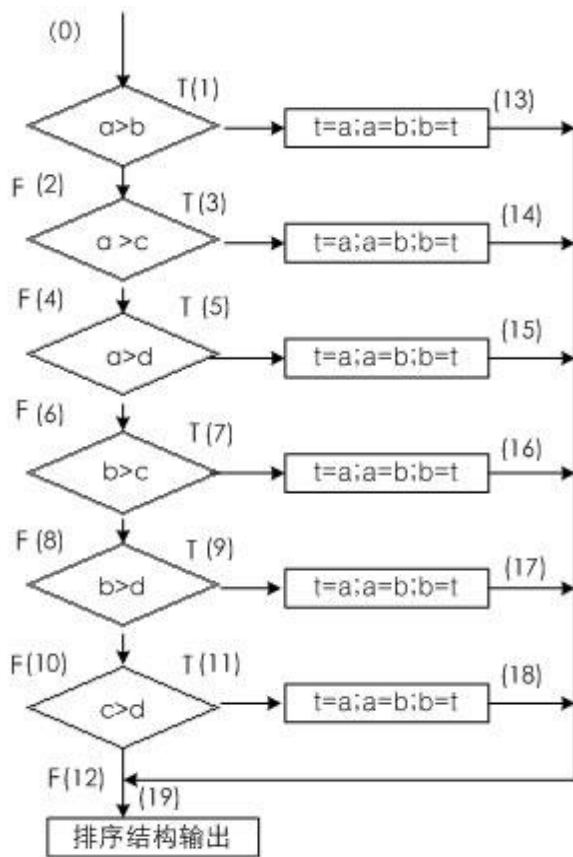 (0)
T(1)
(13)
a>b
t=a;a=b;b=t
F (2)
T(3)
(14)
a >c
t=a;a=b;b=t
F(4)
T (5)
(15)
a>d
t=a;a=b;b=t
F (6)
T(7)
(16)
b>c
t=a;a=b;b=t
F (8)
T (9)
(17)
b>d
t=a;a=b;b=t
F(10)
T(11)
(18)
c>d
t=a;a=b;b=t
F(12)
(19)
排序结构输出